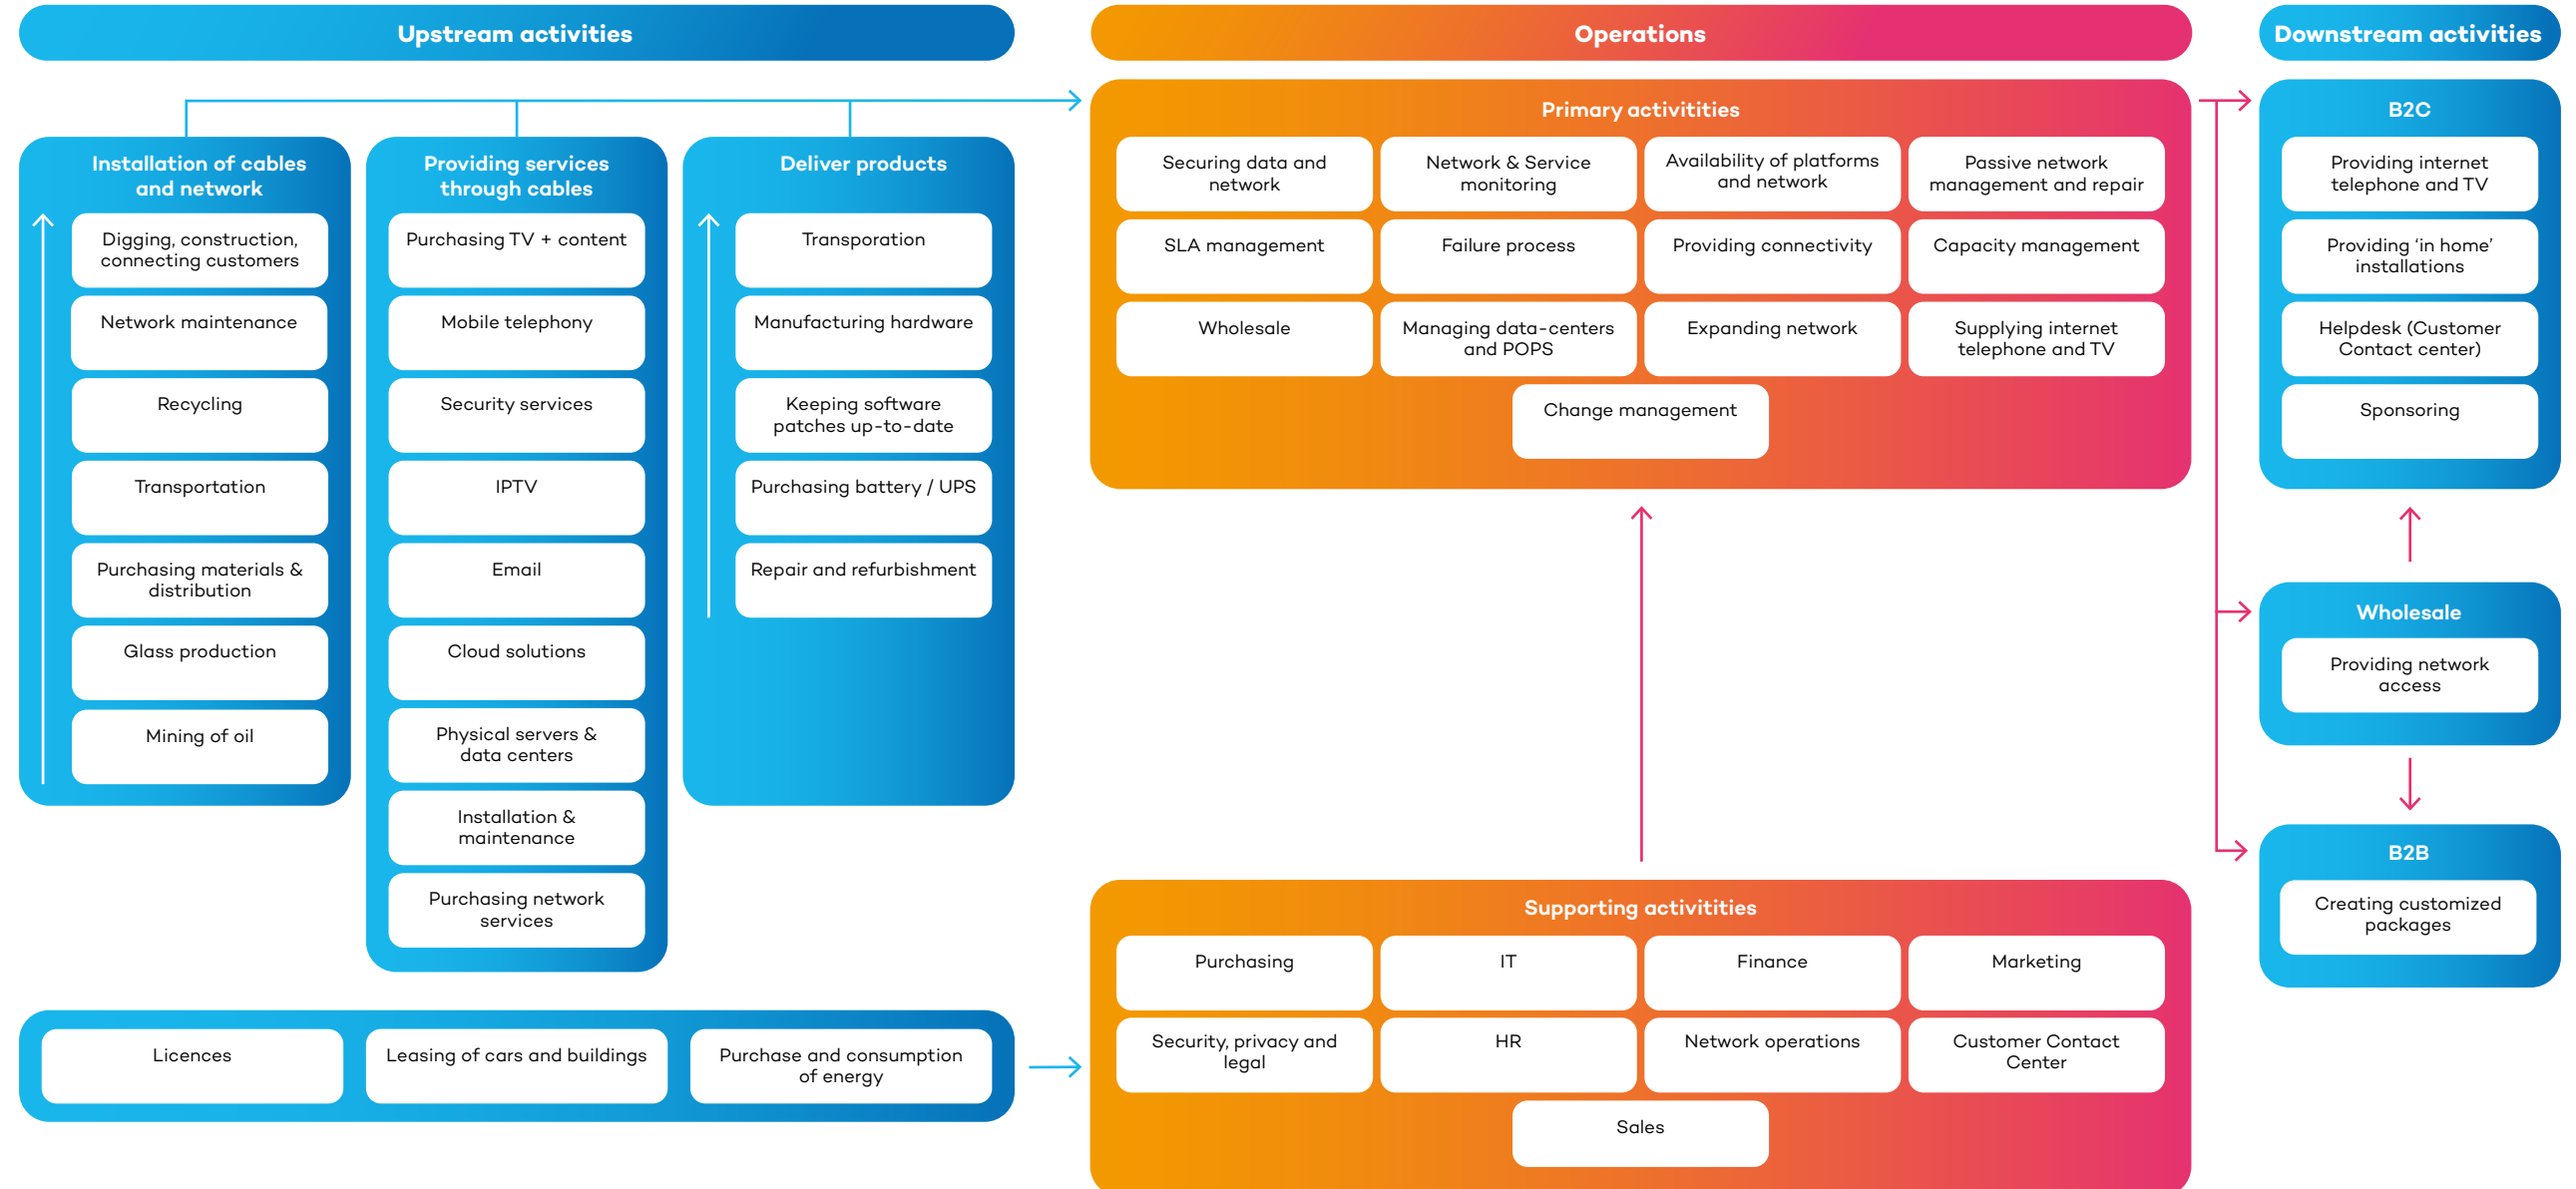 Upstream activities
Installation of cables
and network
Digging, construction,
connecting customers
Network maintenance
Recycling
Transportation
Purchasing materials &
distribution
Glass production
Mining of oil
Providing services
through cables
Purchasing TV + content
Mobile telephony
Security services
IPTV
Email
Cloud solutions
Physical servers &
data centers
Installation &
maintenance
Purchasing network
services
Deliver products
Transporation
Manufacturing hardware
Keeping software
patches up-to-date
Purchasing battery / UPS
Repair and refurbishment
Licences
Leasing of cars and buildings
Purchase and consumption
of energy
Operations
Primary activitities
Securing data and
network
Network & Service
monitoring
Availability of platforms
and network
Passive network
management and repair
SLA management
Failure process
Providing connectivity
Capacity management
Wholesale
Managing data-centers
and POPS
Expanding network
Supplying internet
telephone and TV
Change management
Supporting activitities
Purchasing
IT
Finance
Marketing
Security, privacy and
legal
HR
Network operations
Customer Contact
Center
Sales
Downstream activities
B2C
Providing internet
telephone and TV
Providing ‘in home’
installations
Helpdesk (Customer
Contact center)
Sponsoring
Wholesale
Providing network
access
B2B
Creating customized
packages